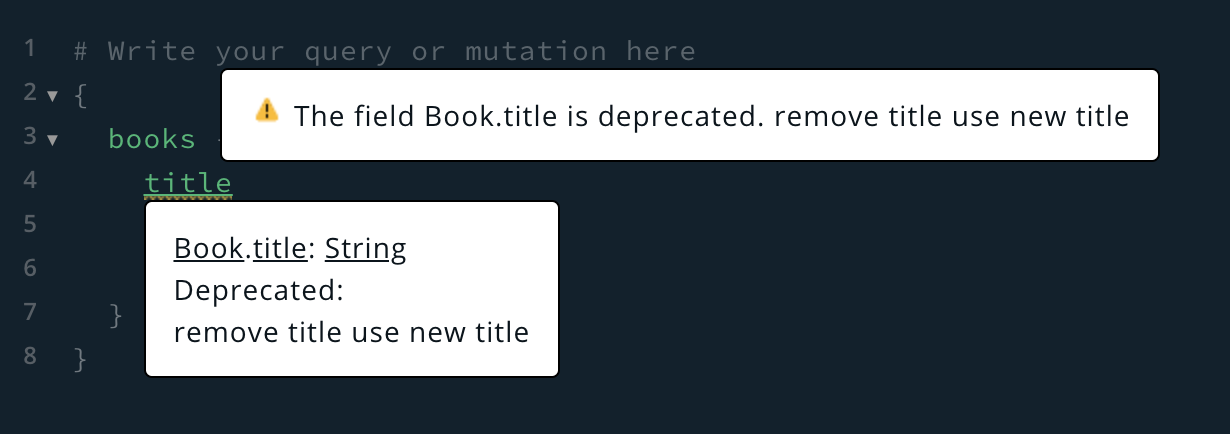 1 # Write your query or mutation here
2 ▼ {
⚠ The field Book.title is deprecated. remove title use new title
3 ▼ books
4 title
5
Book.title: String
6
Deprecated:
7 }
remove title use new title
8 }